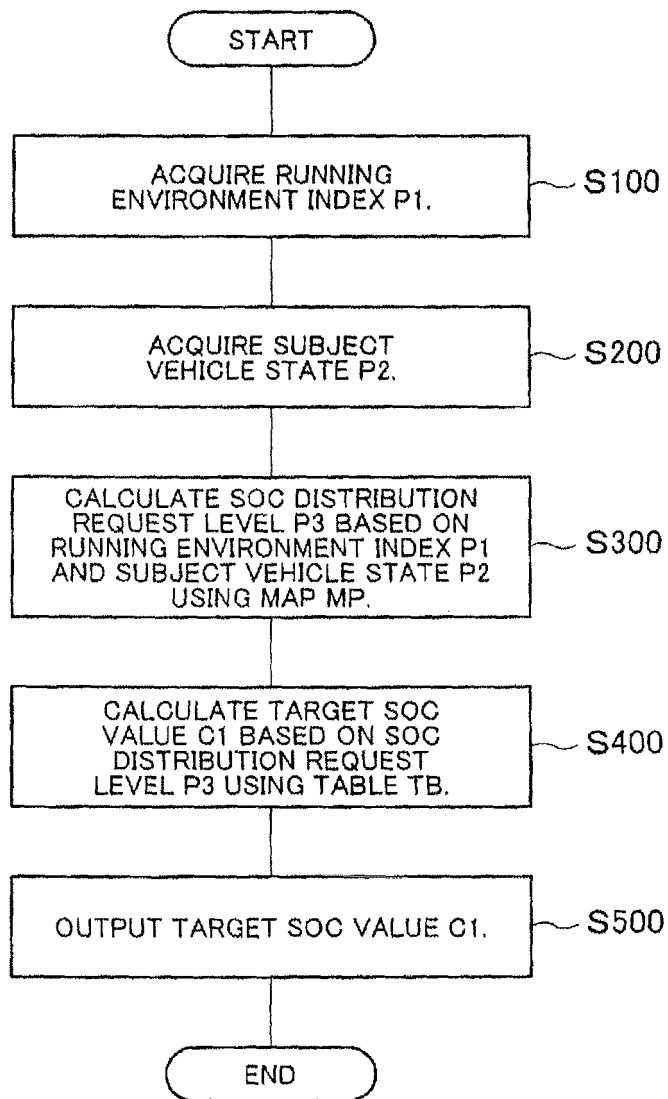 START
ACQUIRE RUNNING
ENVIRONMENT INDEX P1.
S100
ACQUIRE SUBJECT
VEHICLE STATE P2.
S200
CALCULATE SOC DISTRIBUTION
REQUEST LEVEL P3 BASED ON
RUNNING ENVIRONMENT INDEX P1
AND SUBJECT VEHICLE STATE P2
USING MAP MP.
S300
CALCULATE TARGET SOC
VALUE C1 BASED ON SOC
DISTRIBUTION REQUEST
LEVEL P3 USING TABLE TB.
S400
OUTPUT TARGET SOC VALUE C1.
S500
END